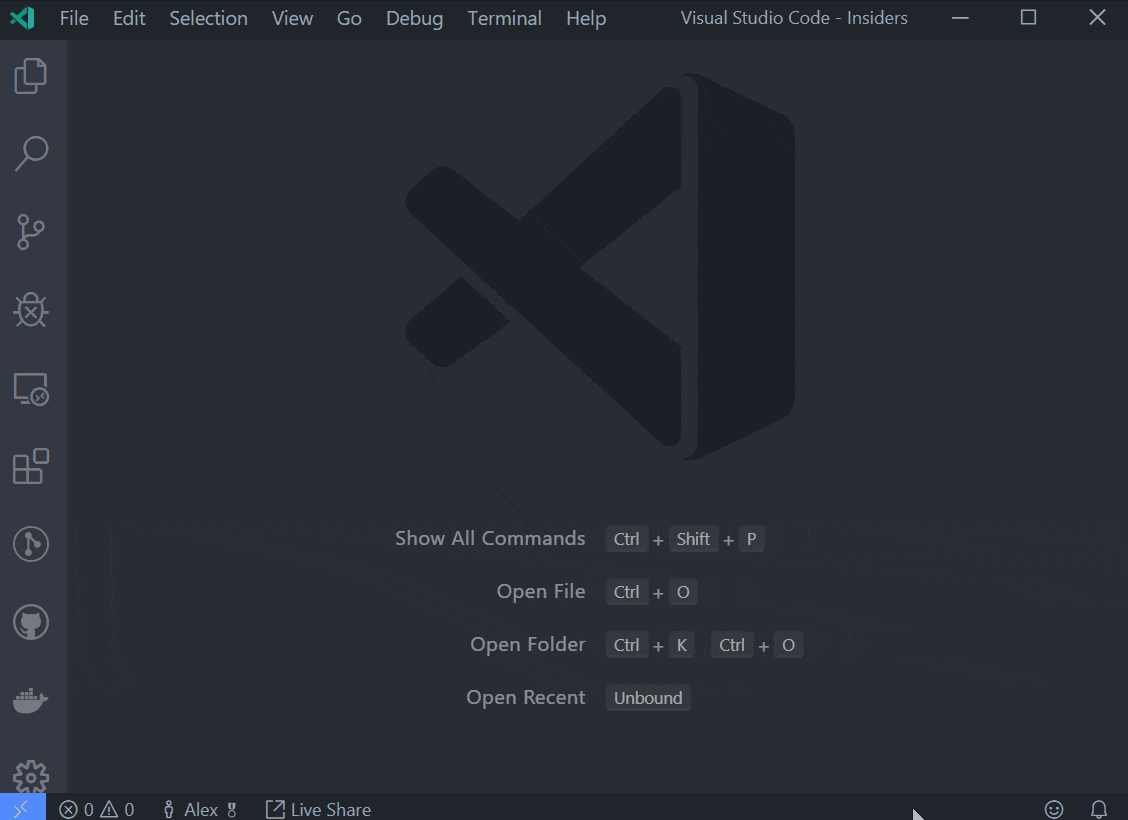 File Edit Selection View Go Debug Terminal Help Visual Studio Code - Insiders
Show All Commands Ctrl + Shift + P
Open File Ctrl + O
Open Folder Ctrl + K Ctrl + O
Open Recent Unbound
0 0 Alex Live Share